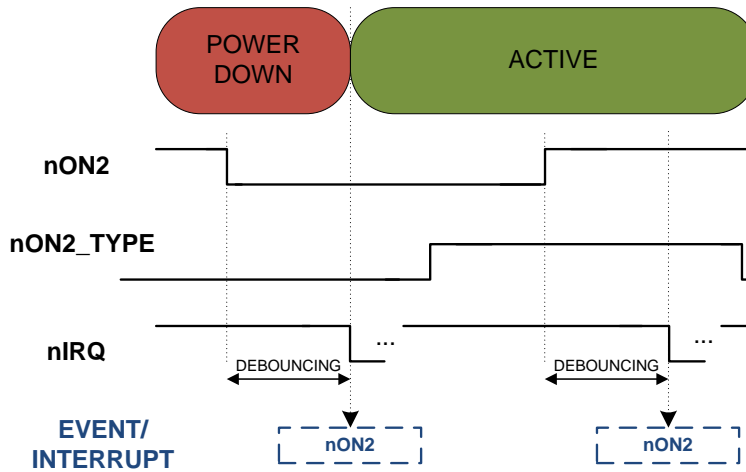 POWER
DOWN
ACTIVE
nON2
nON2_TYPE
nIRQ
...
...
DEBOUNCING
DEBOUNCING
EVENT/
INTERRUPT
nON2
nON2